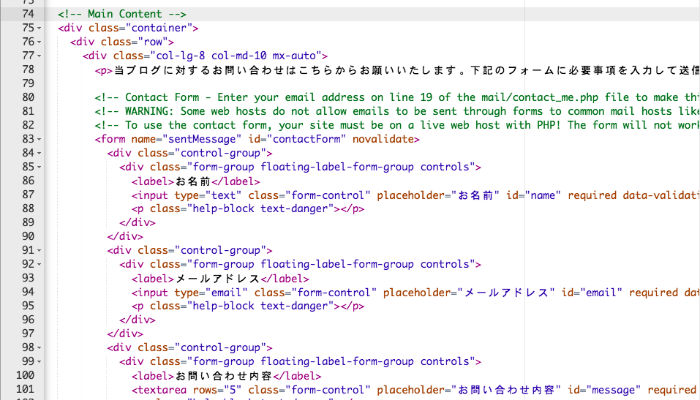 74 <!-- Main Content -->
75 <div class="container">
76 <div class="row">
77 <div class="col-lg-8 col-md-10 mx-auto">
78 <p>当ブログに対するお問い合わせはこちらからお願いいたします。下記のフォームに必要事項を入力して送信
79
80 <!-- Contact Form - Enter your email address on line 19 of the mail/contact_me.php file to make thi
81 <!-- WARNING: Some web hosts do not allow emails to be sent through forms to common mail hosts like
82 <!-- To use the contact form, your site must be on a live web host with PHP! The form will not work
83 <form name="sentMessage" id="contactForm" novalidate>
84 <div class="control-group">
85 <div class="form-group floating-label-form-group controls">
86 <label>お名前</label>
87 <input type="text" class="form-control" placeholder="お名前" id="name" required data-validati
88 <p class="help-block text-danger"></p>
89 </div>
90 </div>
91 <div class="control-group">
92 <div class="form-group floating-label-form-group controls">
93 <label>メールアドレス</label>
94 <input type="email" class="form-control" placeholder="メールアドレス" id="email" required dat
95 <p class="help-block text-danger"></p>
96 </div>
97 </div>
98 <div class="control-group">
99 <div class="form-group floating-label-form-group controls">
100 <label>お問い合わせ内容</label>
101 <textarea rows="5" class="form-control" placeholder="お問い合わせ内容" id="message" required